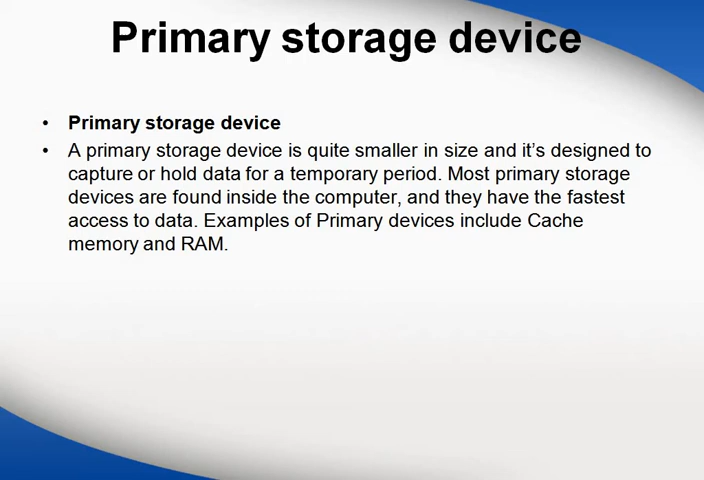 Primary storage device
• Primary storage device
• A primary storage device is quite smaller in size and it’s designed to
capture or hold data for a temporary period. Most primary storage
devices are found inside the computer, and they have the fastest
access to data. Examples of Primary devices include Cache
memory and RAM.